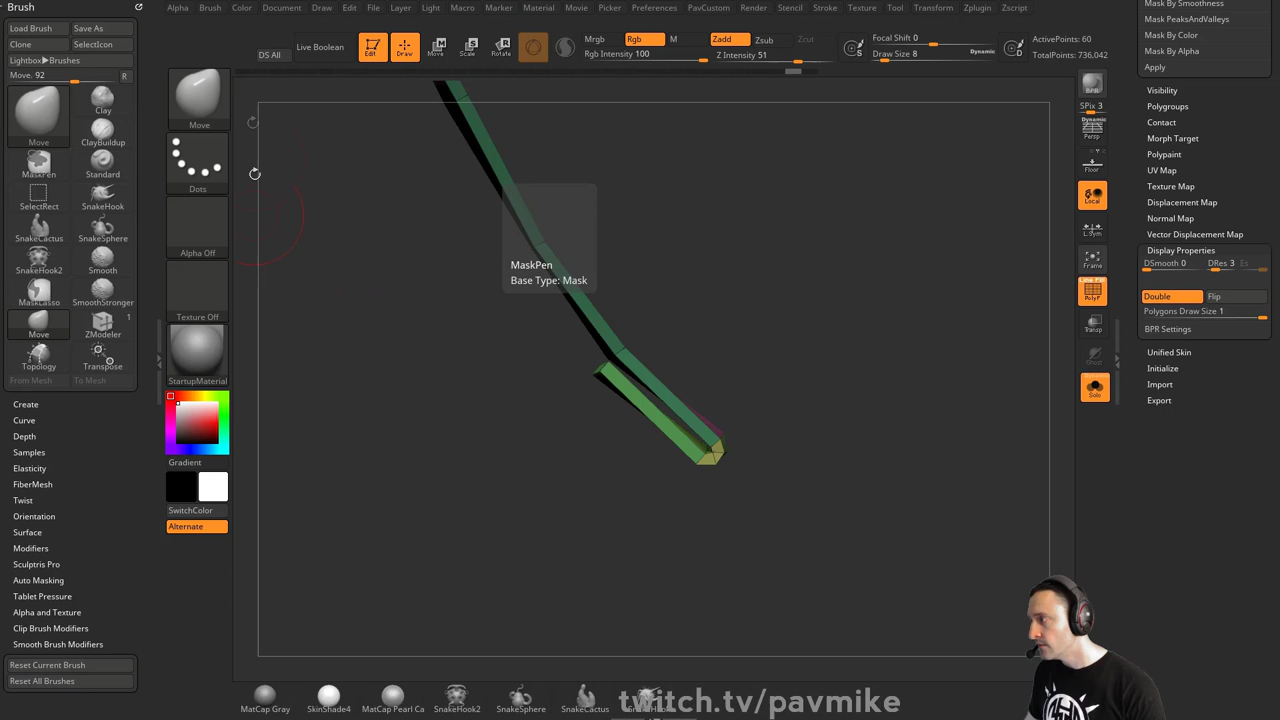 Brush
Alpha Brush Color Document Draw Edit File Layer Light Macro Marker Material Movie Picker Preferences PavCustom Render Stencil Stroke Texture Tool Transform Zplugin Zscript
Load Brush Save As
Clone SelectIcon
Lightbox▶Brushes
Move. 92 R
Move
Clay
ClayBuildup
MaskPen Standard
SelectRect SnakeHook
SnakeCactus SnakeSphere
SnakeHook2 Smooth
MaskLasso SmoothStronger
Move ZModeler 1
Topology Transpose
From Mesh To Mesh
Create
Curve
Depth
Samples
Elasticity
FiberMesh
Twist
Orientation
Surface
Modifiers
Sculptris Pro
Auto Masking
Tablet Pressure
Alpha and Texture
Clip Brush Modifiers
Smooth Brush Modifiers
Reset Current Brush
Reset All Brushes
DS All
Live Boolean
Edit
Draw
Move
Scale
Rotate
Mrgb Rgb M
Rgb Intensity 100
Zadd Zsub Zcut
Z Intensity 51
S
Focal Shift 0
Draw Size 8 Dynamic
D
ActivePoints: 60
TotalPoints: 736,042
Move
Dots
Alpha Off
Texture Off
StartupMaterial
Gradient
SwitchColor
Alternate
MaskPen
Base Type: Mask
BPR
SPix 3
Dynamic
Persp
Floor
Local
L.Sym
Frame
PolyF
Transp
Ghost
Solo
Mask By Smoothness
Mask PeaksAndValleys
Mask By Color
Mask By Alpha
Apply
Visibility
Polygroups
Contact
Morph Target
Polypaint
UV Map
Texture Map
Displacement Map
Normal Map
Vector Displacement Map
Display Properties
DSmooth 0 DRes 3 Es
Double Flip
Polygons Draw Size 1
BPR Settings
Unified Skin
Initialize
Import
Export
MatCap Gray SkinShade4 MatCap Pearl Ca SnakeHook2 SnakeSphere SnakeCactus
twitch.tv/pavmike